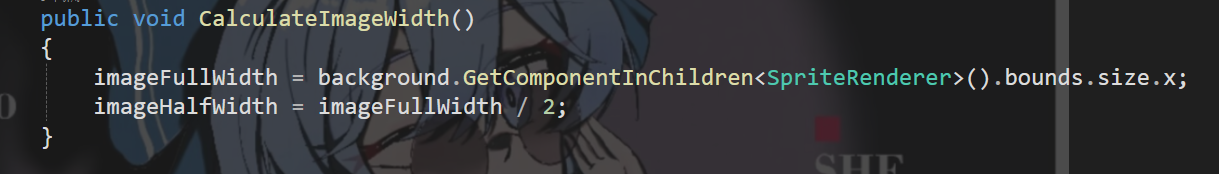 public void CalculateImageWidth()
{
    imageFullWidth = background.GetComponentInChildren<SpriteRenderer>().bounds.size.x;
    imageHalfWidth = imageFullWidth / 2;
}